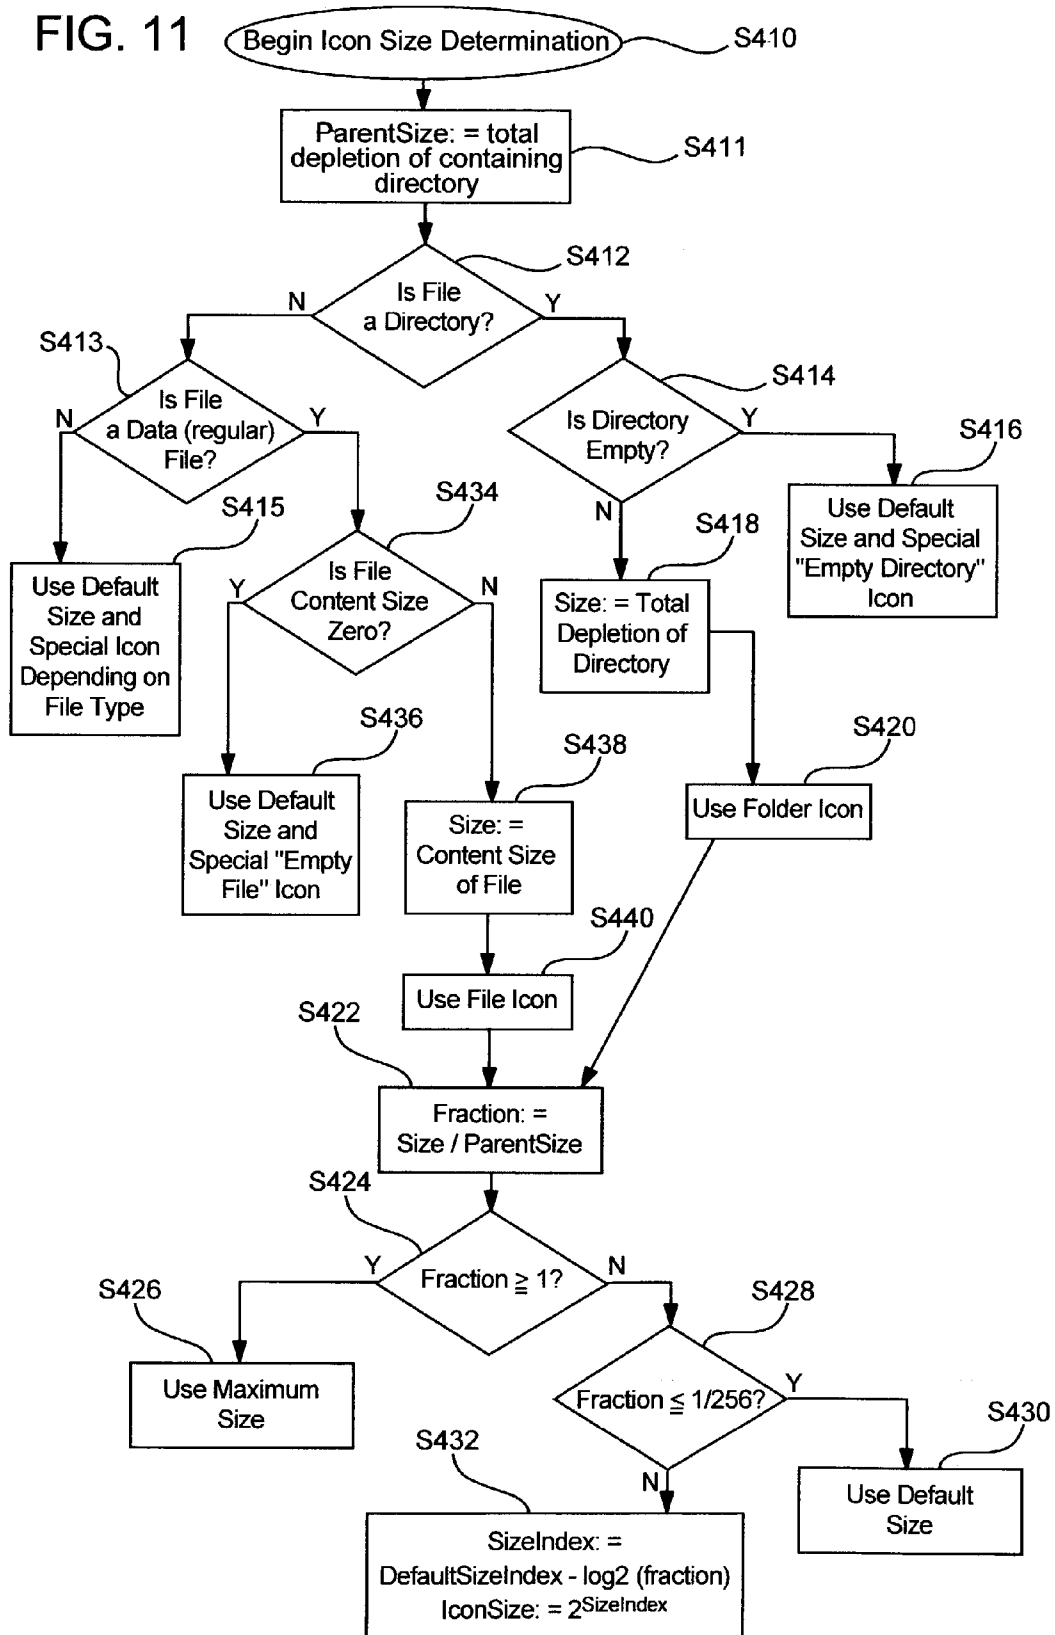 FIG. 11
Begin Icon Size Determination
S410
ParentSize: = total
depletion of containing
directory
S411
S412
Is File
a Directory?
N
Y
S413
Is File
a Data (regular)
File?
N
Y
S414
Is Directory
Empty?
Y
N
S416
Use Default
Size and Special
"Empty Directory"
Icon
S415
Use Default
Size and
Special Icon
Depending on
File Type
S434
Is File
Content Size
Zero?
Y
N
S418
Size: = Total
Depletion of
Directory
S436
Use Default
Size and
Special "Empty
File" Icon
S438
Size: =
Content Size
of File
S420
Use Folder Icon
S440
Use File Icon
S422
Fraction: =
Size / ParentSize
S424
Fraction ≧ 1?
Y
N
S426
Use Maximum
Size
S428
Fraction ≦ 1/256?
Y
N
S430
Use Default
Size
S432
SizeIndex: =
DefaultSizeIndex - log2 (fraction)
IconSize: = 2^SizeIndex